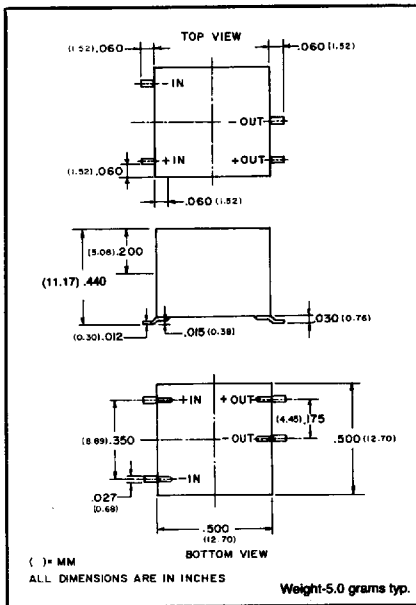 TOP VIEW
(1.52).060
.060(1.52)
-IN
-OUT
+IN
+OUT
(1.52).060
.060(1.52)
(5.08).200
(11.17) .440
.030(0.76)
(0.30).012
.015(0.38)
+IN
+OUT
(4.45).175
(8.89).350
-OUT
.500(12.70)
-IN
.027
(0.68)
.500
(12.70)
BOTTOM VIEW
( )= MM
ALL DIMENSIONS ARE IN INCHES
Weight-5.0 grams typ.